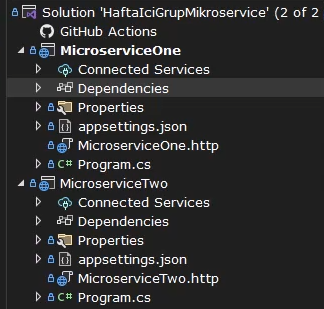 Solution 'HaftaIciGrupMikroservice' (2 of 2
GitHub Actions
MicroserviceOne
Connected Services
Dependencies
Properties
appsettings.json
MicroserviceOne.http
C# Program.cs
MicroserviceTwo
Connected Services
Dependencies
Properties
appsettings.json
MicroserviceTwo.http
C# Program.cs